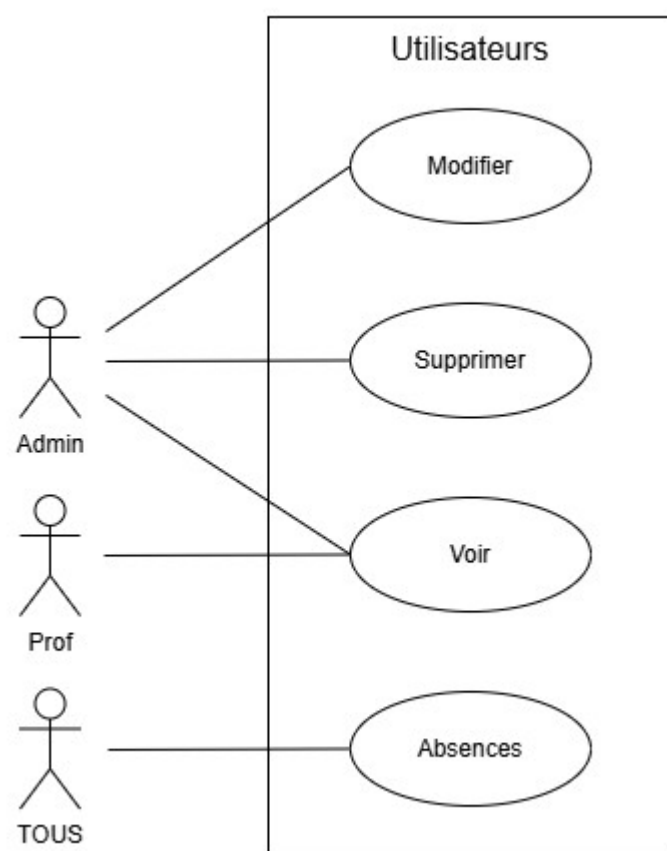 Utilisateurs
Modifier
Supprimer
Admin
Voir
Prof
Absences
TOUS